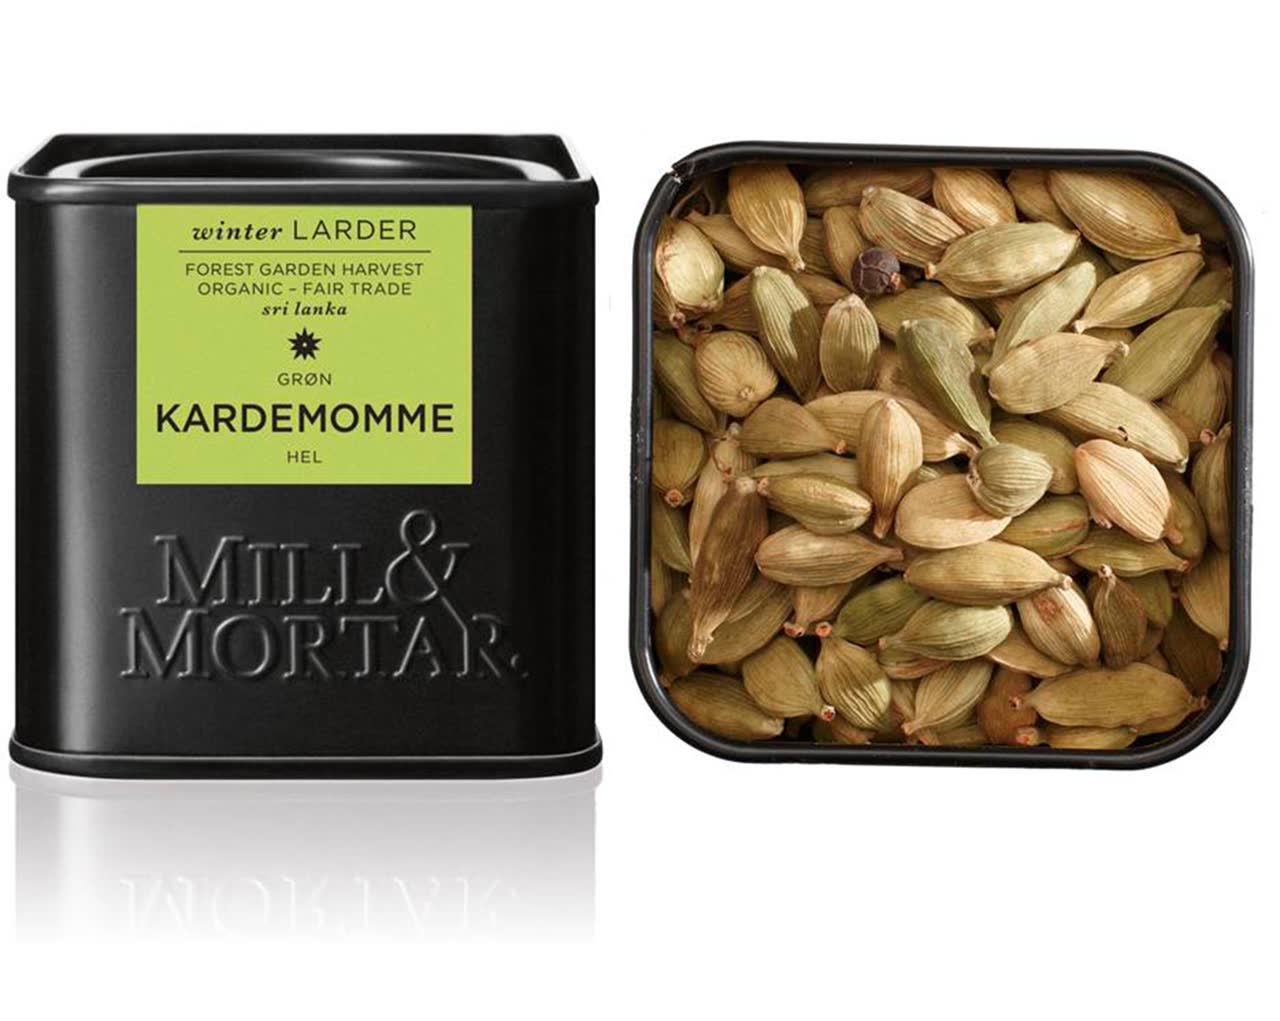 winter LARDER
FOREST GARDEN HARVEST
ORGANIC – FAIR TRADE
sri lanka
GRØN
KARDEMOMME
HEL
MILL &
MORTAR.